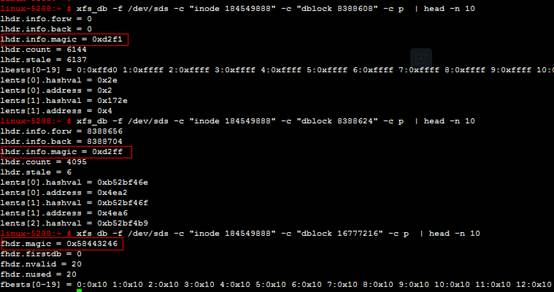 linux-5288:~ # xfs_db -f /dev/sds -c "inode 184549888" -c "dblock 8388608" -c p | head -n 10
lhdr.info.forw = 0
lhdr.info.back = 0
lhdr.info.magic = 0xd2f1
lhdr.count = 6144
lhdr.stale = 6137
lbests[0-19] = 0:0xffd0 1:0xffff 2:0xffff 3:0xffff 4:0xffff 5:0xffff 6:0xffff 7:0xffff 8:0xffff 9:0xffff 10:0
lents[0].hashval = 0x2e
lents[0].address = 0x2
lents[1].hashval = 0x172e
lents[1].address = 0x4
linux-5288:~ # xfs_db -f /dev/sds -c "inode 184549888" -c "dblock 8388624" -c p | head -n 10
lhdr.info.forw = 8388656
lhdr.info.back = 8388704
lhdr.info.magic = 0xd2ff
lhdr.count = 4095
lhdr.stale = 6
lents[0].hashval = 0xb52bf46e
lents[0].address = 0x4ea2
lents[1].hashval = 0xb52bf46f
lents[1].address = 0x4ea6
lents[2].hashval = 0xb52bf4b9
linux-5288:~ # xfs_db -f /dev/sds -c "inode 184549888" -c "dblock 16777216" -c p | head -n 10
fhdr.magic = 0x58443246
fhdr.firstdb = 0
fhdr.nvalid = 20
fhdr.nused = 20
fbests[0-19] = 0:0x10 1:0x10 2:0x10 3:0x10 4:0x10 5:0x10 6:0x10 7:0x10 8:0x10 9:0x10 10:0x10 11:0x10 12:0x10